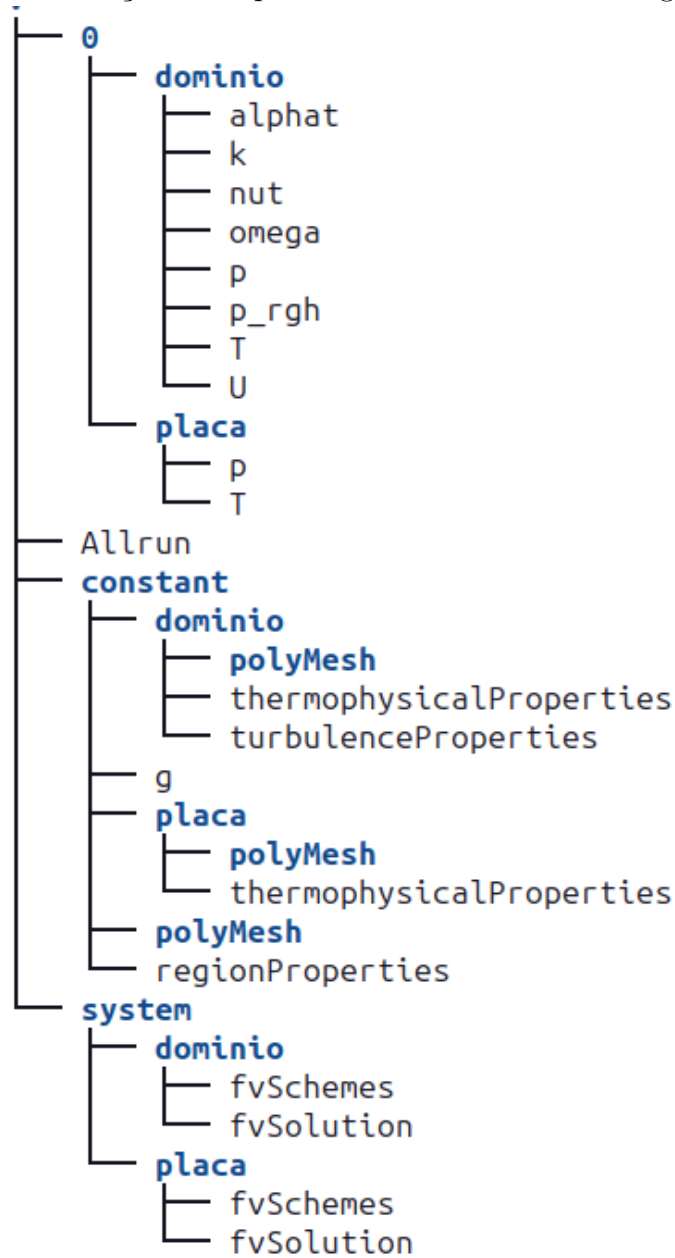 0
dominio
alphat
k
nut
omega
p
p_rgh
T
U
placa
p
T
Allrun
constant
dominio
polyMesh
thermophysicalProperties
turbulenceProperties
g
placa
polyMesh
thermophysicalProperties
polyMesh
regionProperties
system
dominio
fvSchemes
fvSolution
placa
fvSchemes
fvSolution